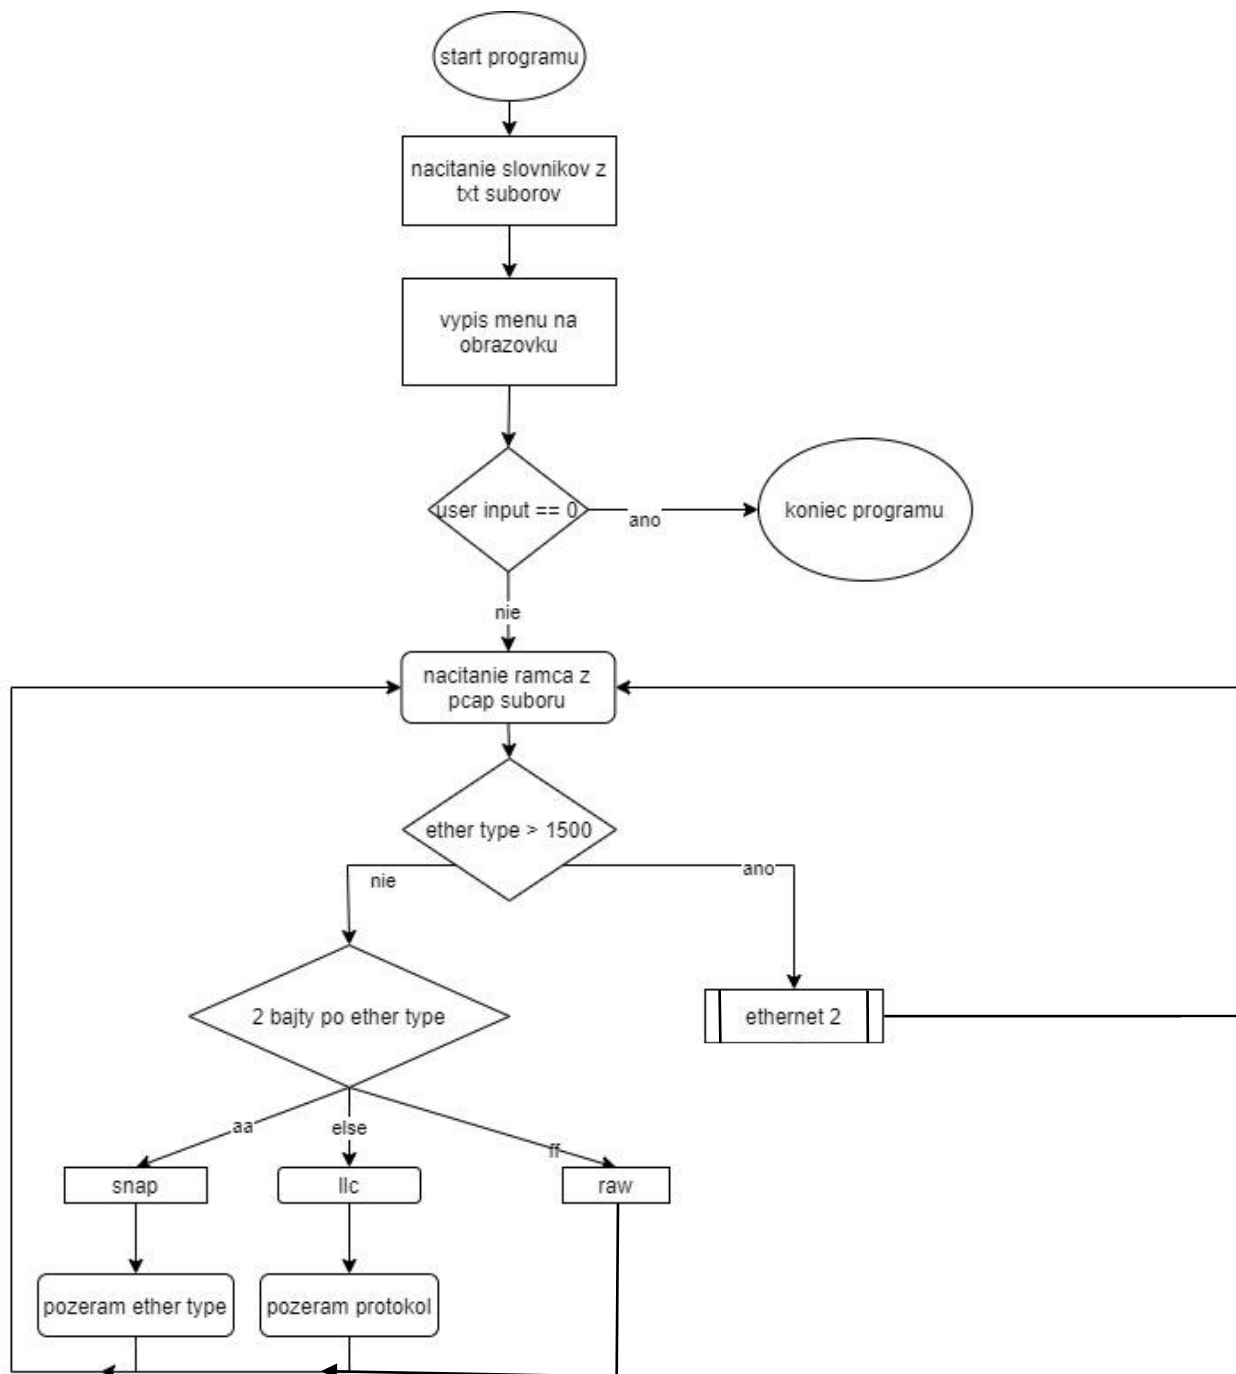 start programu
nacitanie slovnikov z
txt suborov
vypis menu na
obrazovku
user input == 0
ano
koniec programu
nie
nacitanie ramca z
pcap suboru
ether type > 1500
nie
ano
2 bajty po ether type
ethernet 2
aa
else
ff
snap
llc
raw
pozeram ether type
pozeram protokol